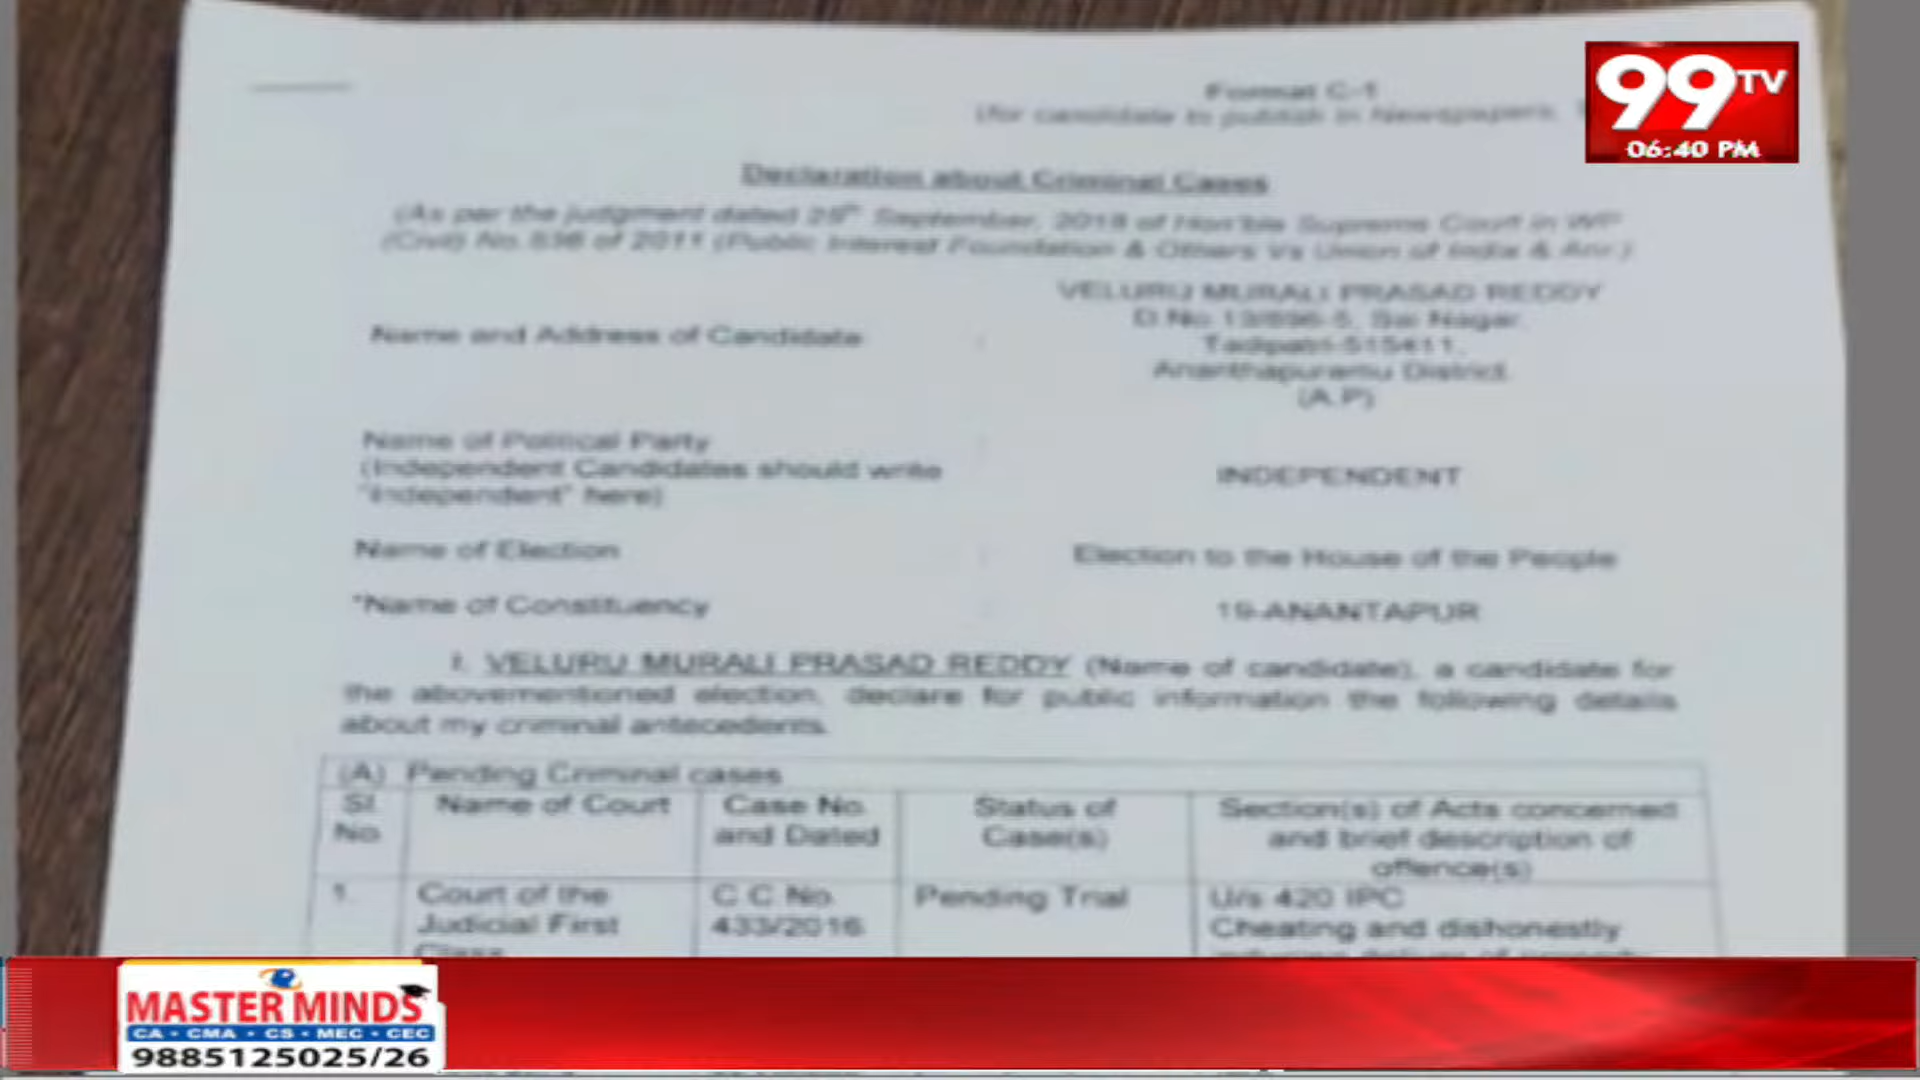 99 TV
06:40 PM
Format C-1
(for candidate to publish in Newspapers,
Declaration about Criminal Cases
(As per the judgment dated 25th September, 2018 of Hon'ble Supreme Court in WP
(Civil) No. 536 of 2011 (Public Interest Foundation & Others Vs Union of India & Anr.)
Name and Address of Candidate :
VELURU MURALI PRASAD REDDY
D.No. Sai Nagar,
Tadipatri-515411,
Ananthapuramu District.
(A.P)
Name of Political Party :
(Independent Candidates should write
"Independent" here)
INDEPENDENT
Name of Election : Election to the House of the People
*Name of Constituency : 19-ANANTAPUR
I, VELURU MURALI PRASAD REDDY (Name of candidate), a candidate for
the abovementioned election, declare for public information the following details
about my criminal antecedents.
(A) Pending Criminal cases
Sl. No
Name of Court
Case No. and Dated
Status of Case(s)
Section(s) of Acts concerned and brief description of offence(s)
1.
Court of the Judicial First Class
C.C.No. 433/2016
Pending Trial
U/s 420 IPC
Cheating and dishonestly
MASTER MINDS
CA • CMA • CS • MEC • CEC
9885125025/26